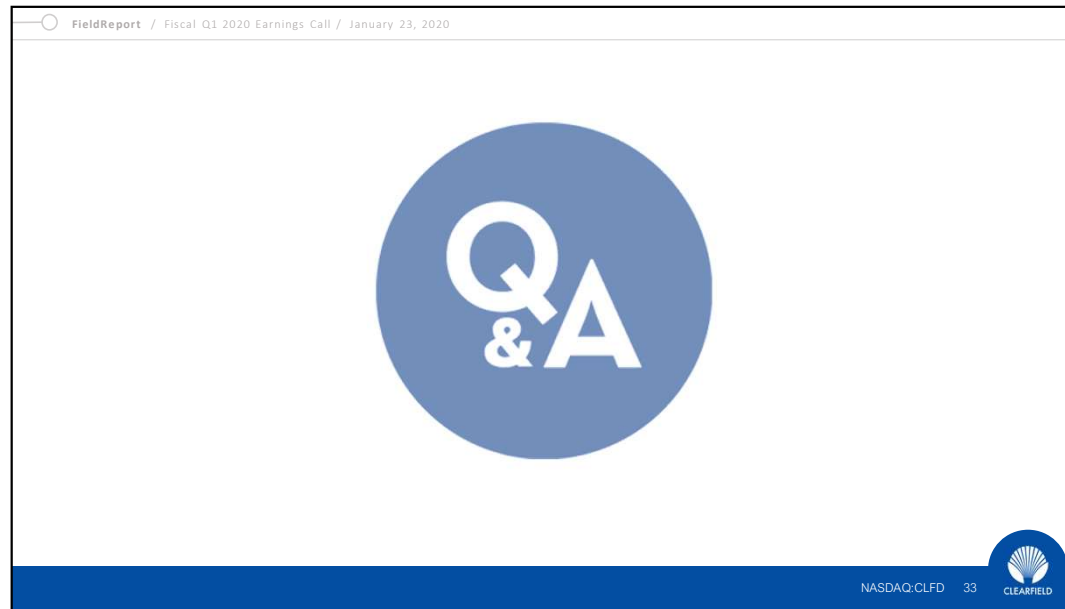 FieldReport / Fiscal Q1 2020 Earnings Call / January 23, 2020
Q
&A
NASDAQ:CLFD 33
CLEARFIELD